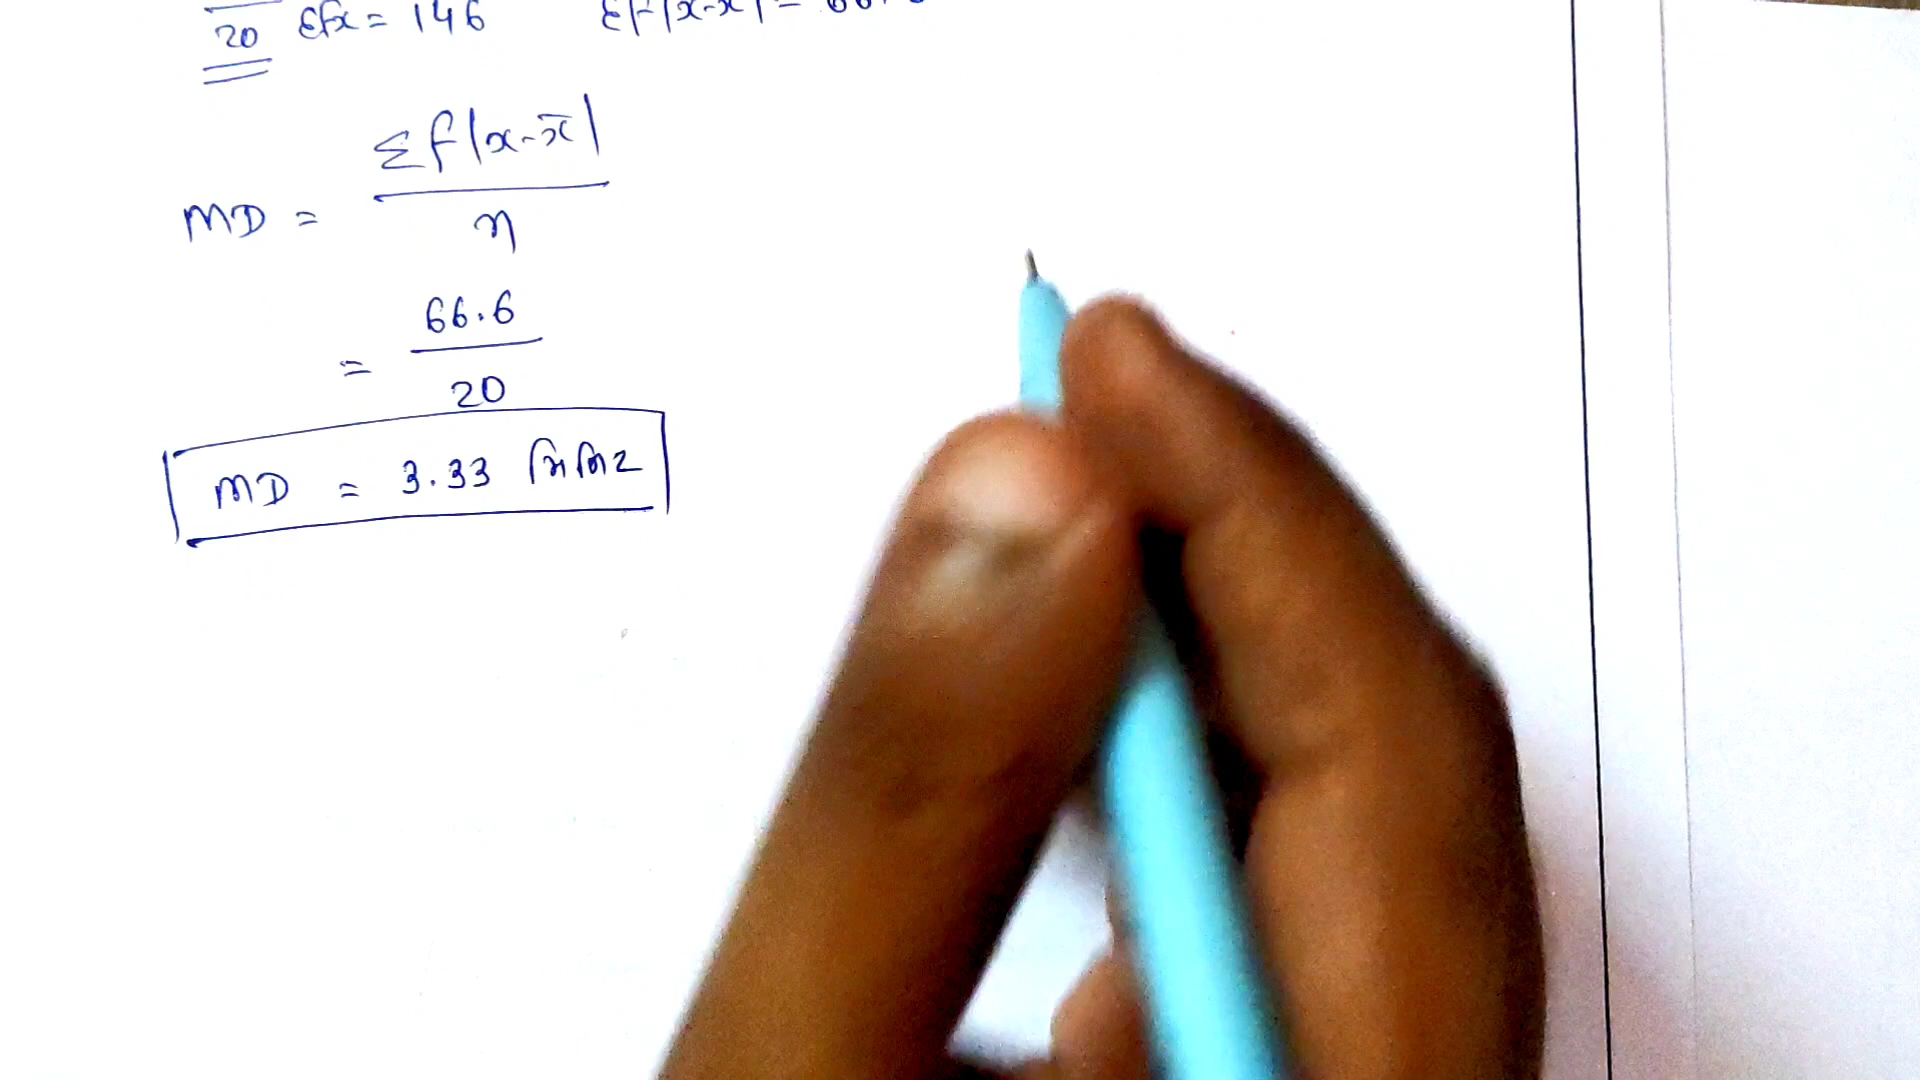 20 Σfx = 146
Σf|x-x̄|
MD =
n
= 66.6
20
MD = 3.33 મિનિટ